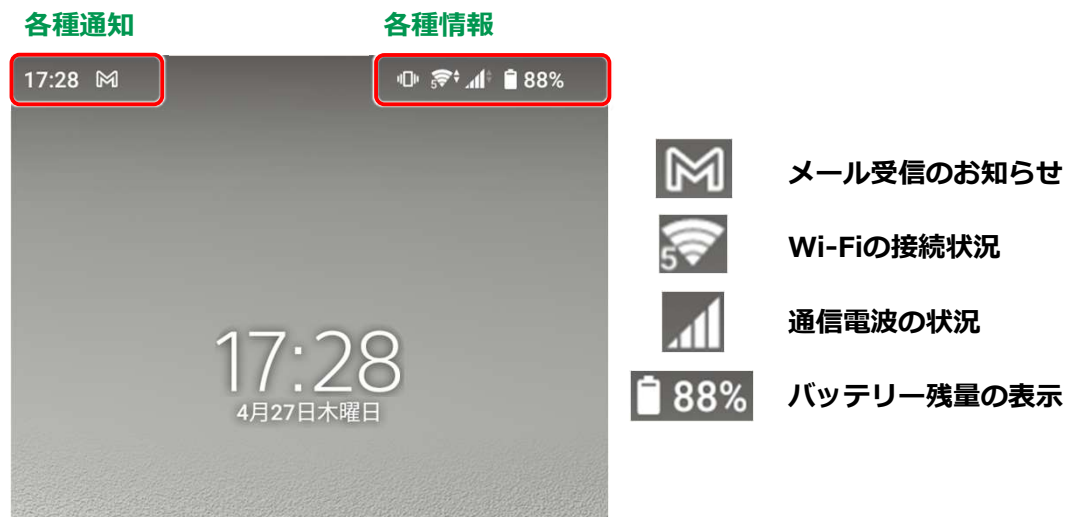 各種通知
各種情報
17:28
5 88%
17:28
4月27日木曜日
メール受信のお知らせ
5
Wi-Fiの接続状況
通信電波の状況
88%
バッテリー残量の表示